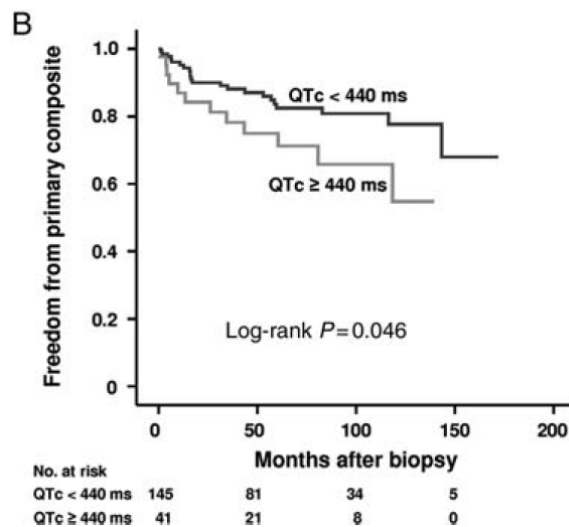 B
Freedom from primary composite
1.0
0.8
0.6
0.4
0.2
0
QTc < 440 ms
QTc ≥ 440 ms
Log-rank P=0.046
0 50 100 150 200
Months after biopsy
No. at risk
QTc < 440 ms 145 81 34 5
QTc ≥ 440 ms 41 21 8 0